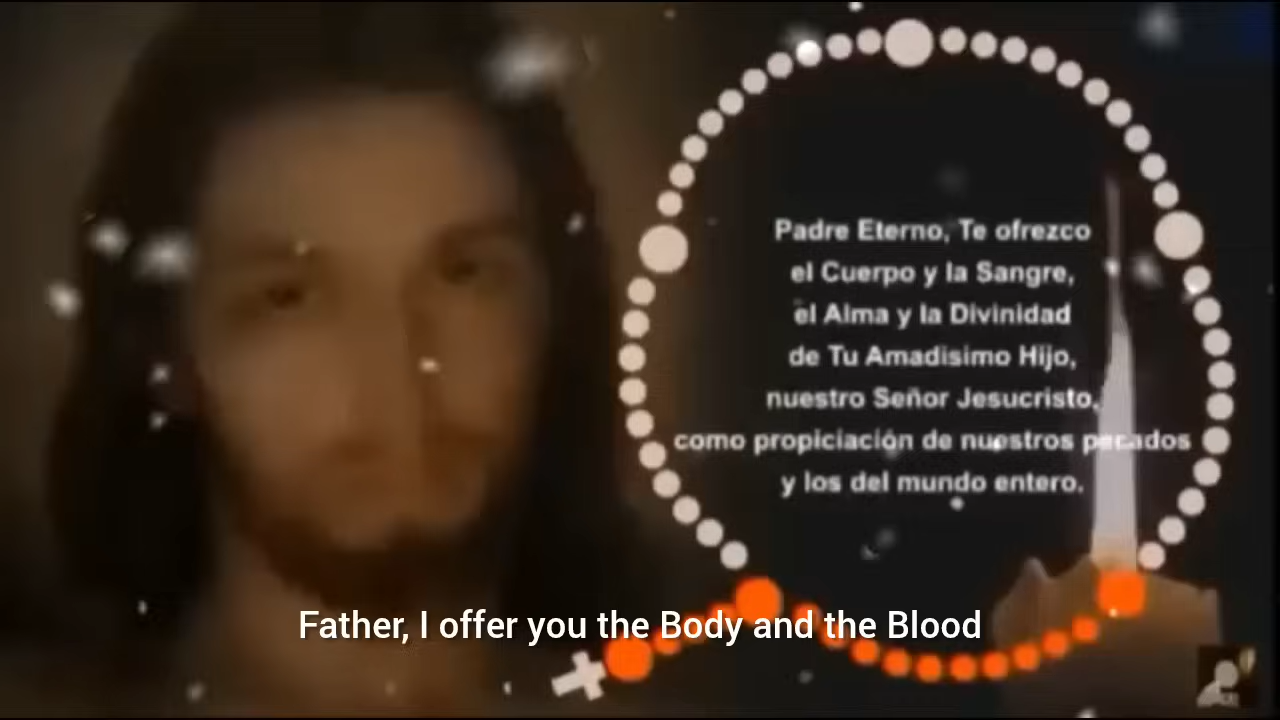 Padre Eterno, Te ofrezco
el Cuerpo y la Sangre,
el Alma y la Divinidad
de Tu Amadisimo Hijo,
nuestro Señor Jesucristo,
como propiciación de nuestros pecados
y los del mundo entero.
Father, I offer you the Body and the Blood